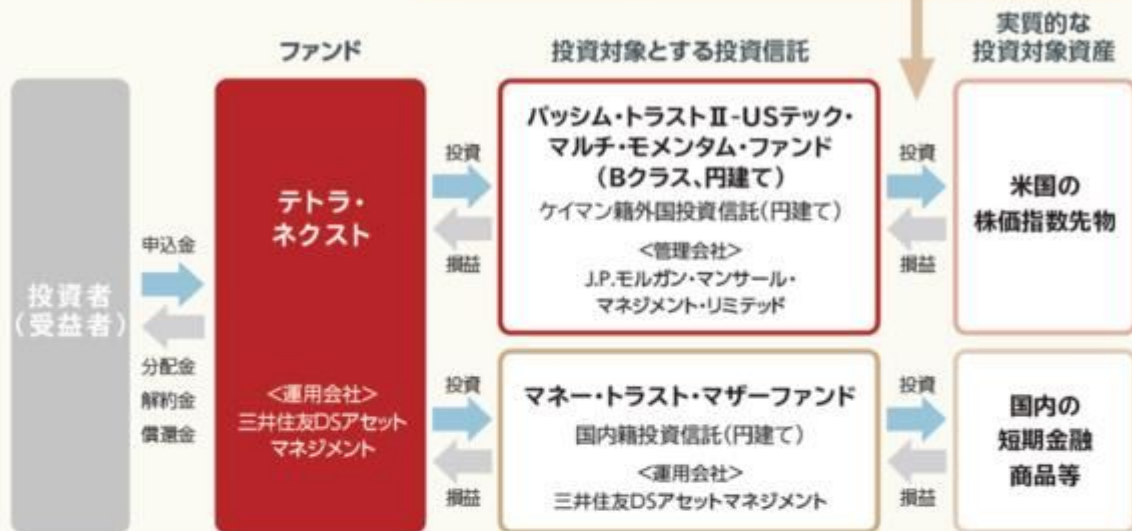 ファンド
投資対象とする投資信託
実質的な
投資対象資産
投資者
(受益者)
申込金
分配金
解約金
償還金
テトラ・
ネクスト
<運用会社>
三井住友DSアセット
マネジメント
投資
損益
バッシム・トラストⅡ-USテック・
マルチ・モメンタム・ファンド
(Bクラス、円建て)
ケイマン籍外国投資信託(円建て)
<管理会社>
J.P.モルガン・マンサール・
マネジメント・リミテッド
投資
損益
米国の
株価指数先物
投資
損益
マネー・トラスト・マザーファンド
国内籍投資信託(円建て)
<運用会社>
三井住友DSアセットマネジメント
投資
損益
国内の
短期金融
商品等